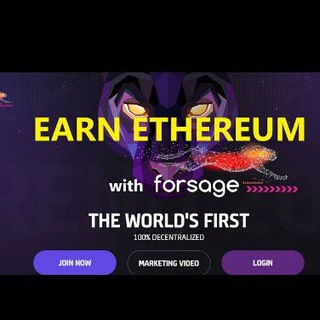 EARN ETHEREUM
with forsage
THE WORLD'S FIRST
100% DECENTRALIZED
JOIN NOW
MARKETING VIDEO
LOGIN